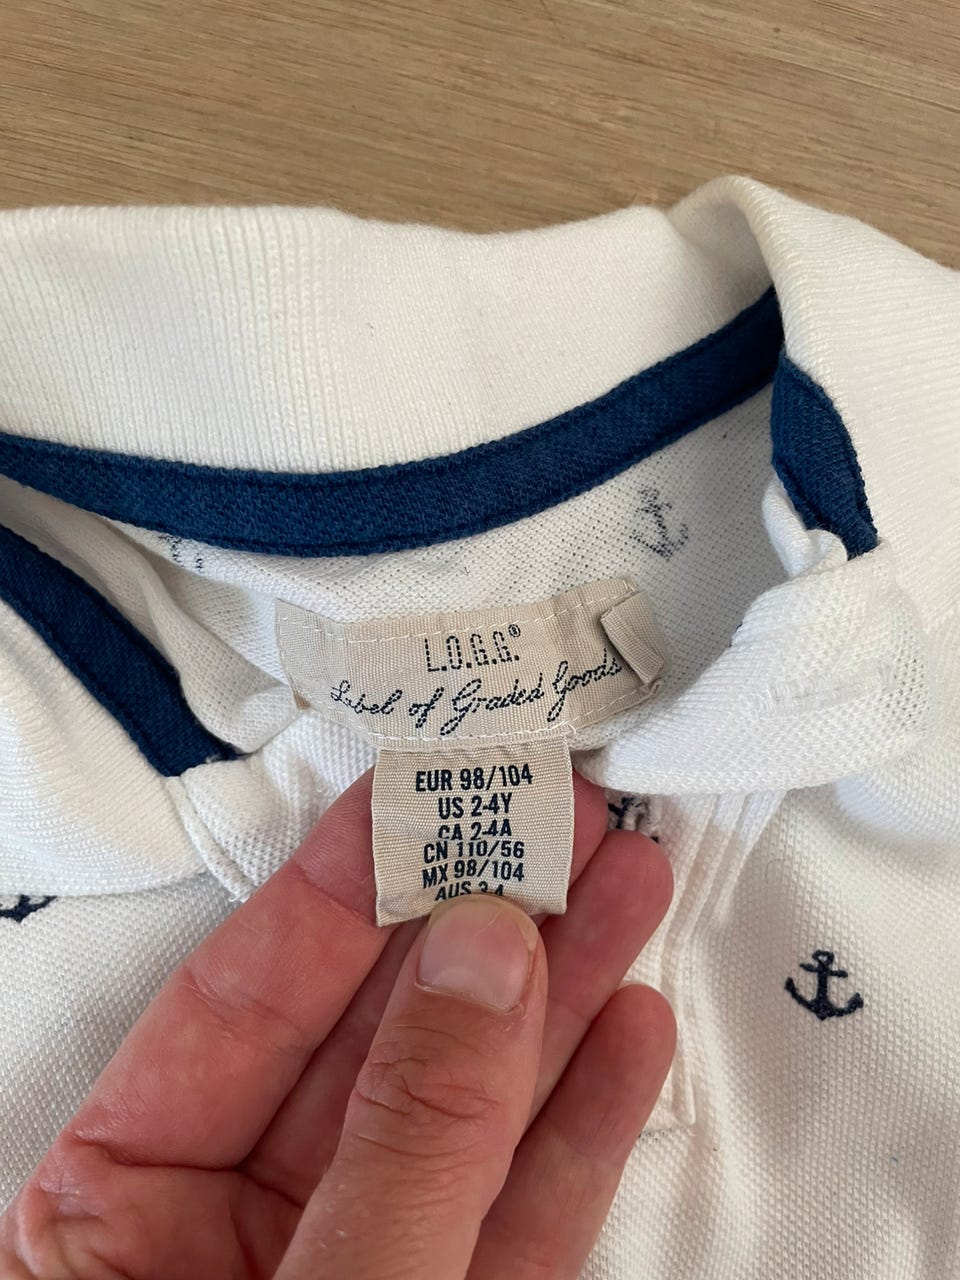 L.O.G.G.®
Label of Graded Goods
EUR 98/104
US 2-4Y
CA 2-4A
CN 110/56
MX 98/104
AUS 3 4